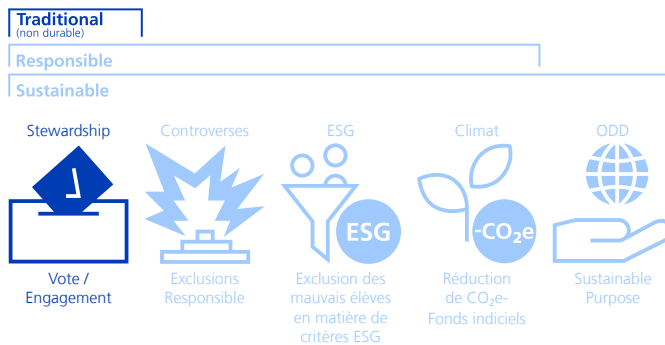 Traditional
(non durable)
Responsible
Sustainable
Stewardship
Controverses
ESG
Climat
ODD
ESG
-CO₂e
Vote /
Engagement
Exclusions
Responsible
Exclusion des
mauvais élèves
en matière de
critères ESG
Réduction
de CO₂e-
Fonds indiciels
Sustainable
Purpose